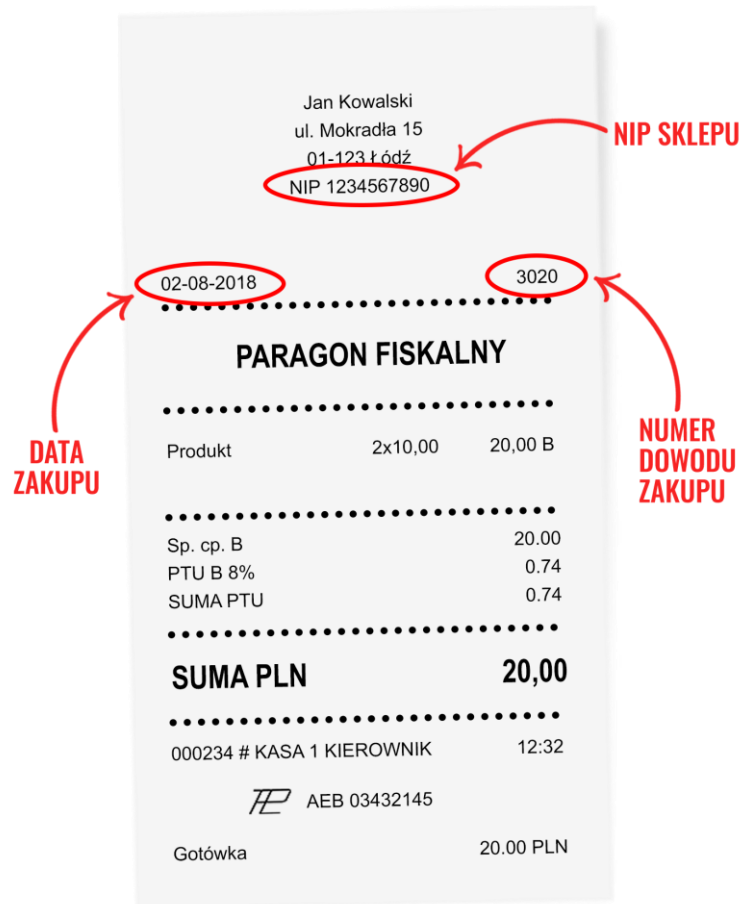 Jan Kowalski
ul. Mokradła 15
01-123 Łódź
NIP 1234567890
NIP SKLEPU
02-08-2018 3020
PARAGON FISKALNY
Produkt 2x10,00 20,00 B
DATA
ZAKUPU
NUMER
DOWODU
ZAKUPU
Sp. cp. B 20.00
PTU B 8% 0.74
SUMA PTU 0.74
SUMA PLN 20,00
000234 # KASA 1 KIEROWNIK 12:32
AEB 03432145
Gotówka 20.00 PLN